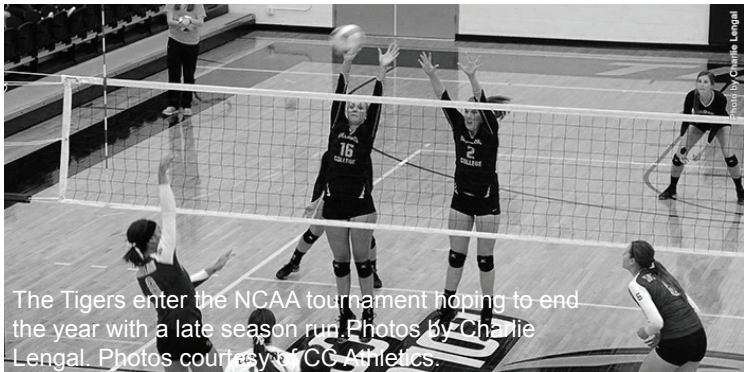 Photo by Charlie Lengal
16
COLLEGE
2
COLLEGE
The Tigers enter the NCAA tournament hoping to end
the year with a late season run.Photos by Charlie
Lengal. Photos courtesy of CC Athletics.